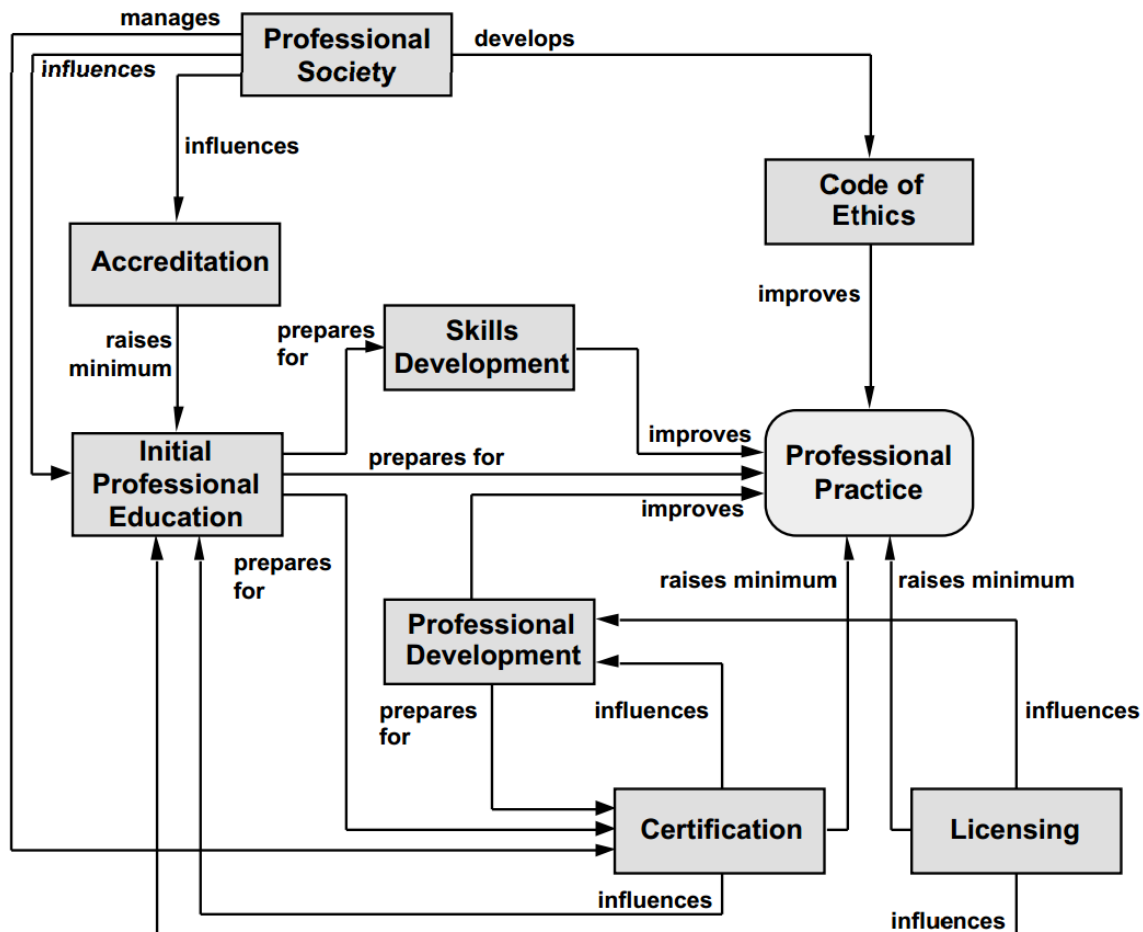 manages
Professional
Society
develops
influences
influences
Code of
Ethics
Accreditation
improves
raises
minimum
prepares
for
Skills
Development
improves
Initial
Professional
Education
prepares for
Professional
Practice
improves
prepares
for
raises minimum
raises minimum
Professional
Development
prepares
for
influences
influences
Certification
Licensing
influences
influences